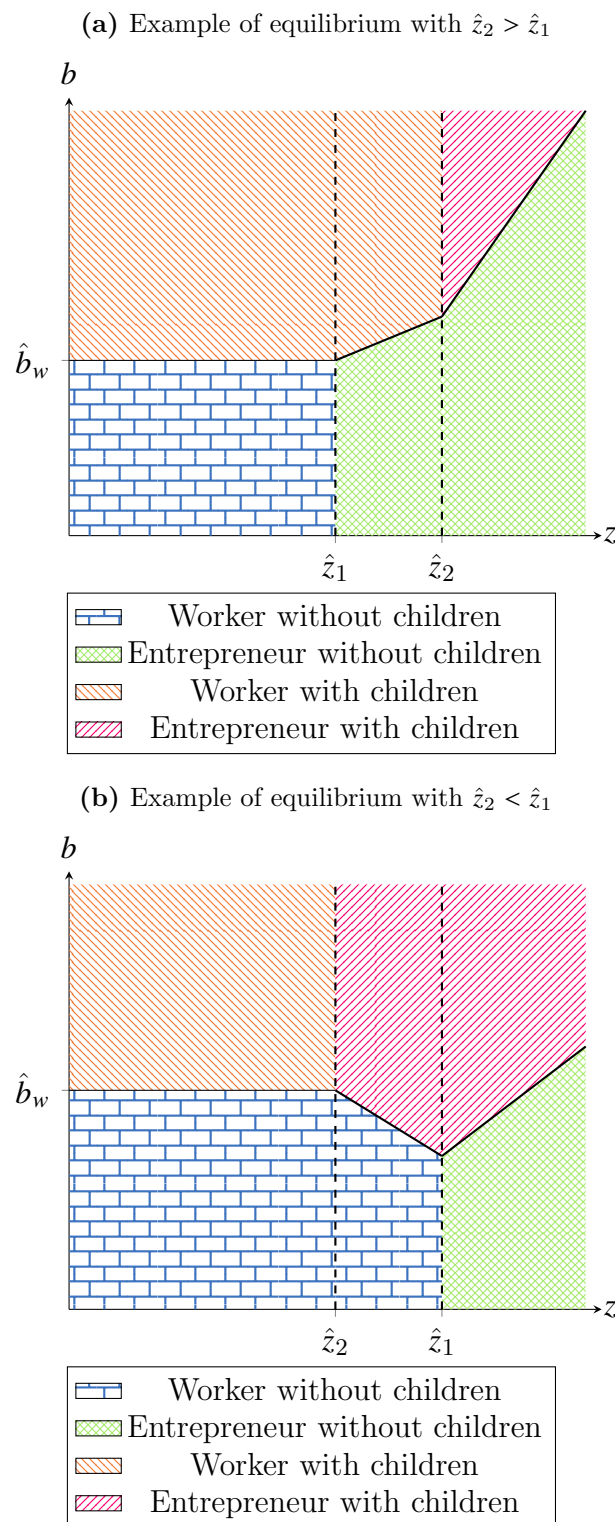 (a) Example of equilibrium with ẑ₂ > ẑ₁
b
b̂_w
z
ẑ₁ ẑ₂
Worker without children
Entrepreneur without children
Worker with children
Entrepreneur with children
(b) Example of equilibrium with ẑ₂ < ẑ₁
b
b̂_w
z
ẑ₂ ẑ₁
Worker without children
Entrepreneur without children
Worker with children
Entrepreneur with children